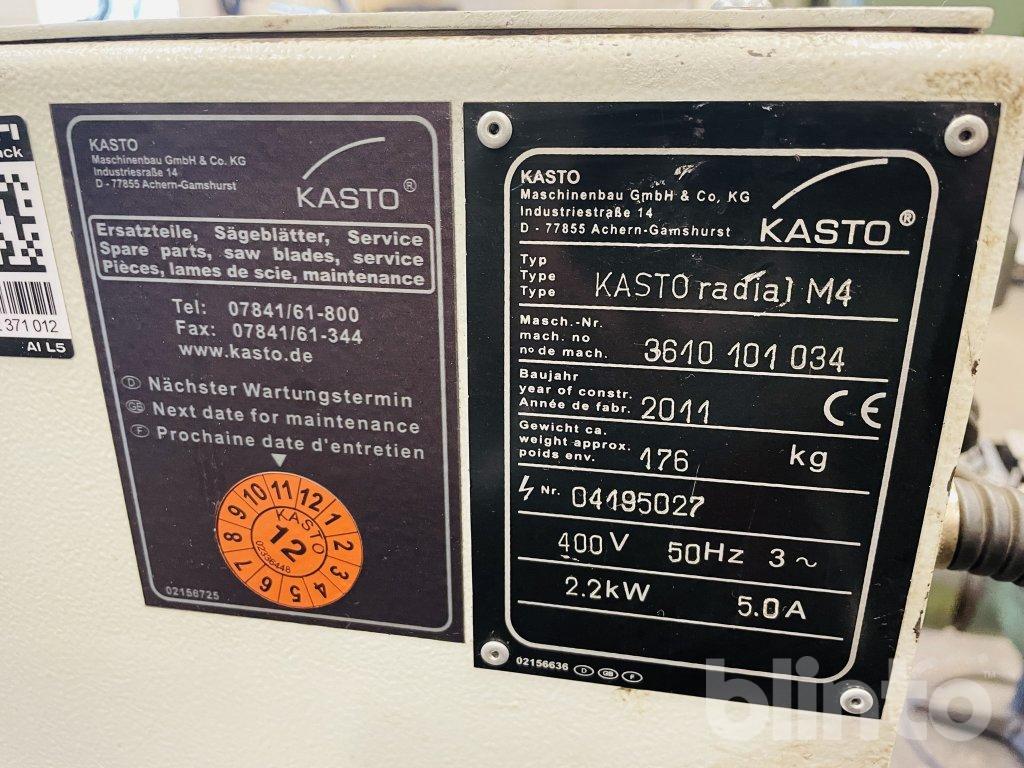 ack
371 012
AI L5
KASTO
Maschinenbau GmbH & Co. KG
Industriesraße 14
D - 77855 Achern-Gamshurst
KASTO®
Ersatzteile, Sägeblätter, Service
Spare parts, saw blades, service
Pièces, lames de scie, maintenance
Tel: 07841/61-800
Fax: 07841/61-344
www.kasto.de
D Nächster Wartungstermin
GB Next date for maintenance
F Prochaine date d'entretien
1 2 3 4 5 6 7 8 9 10 11 12
KASTO
12
02336448
02156725
KASTO
Maschinenbau GmbH & Co, KG
Industriestraße 14
D - 77855 Achern-Gamshurst
KASTO®
Typ
Type
Type
KASTO radial M4
Masch.-Nr.
mach. no
nº de mach.
3610 101 034
Baujahr
year of constr.
Année de fabr.
2011
CE
Gewicht ca.
weight approx.
poids env.
176 kg
Nr. 04195027
400V 50Hz 3~
2.2kW 5.0A
02156636 D GB F
blinto™